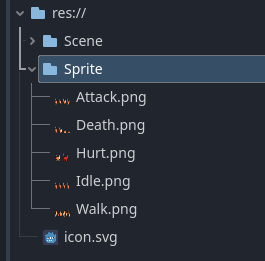 res://
Scene
Sprite
Attack.png
Death.png
Hurt.png
Idle.png
Walk.png
icon.svg